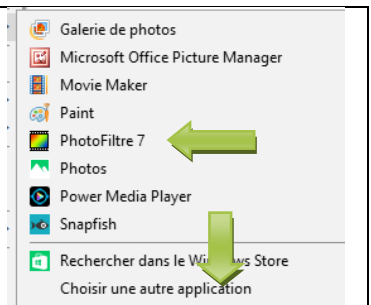 Galerie de photos
Microsoft Office Picture Manager
Movie Maker
Paint
PhotoFiltre 7
Photos
Power Media Player
Snapfish
Rechercher dans le Windows Store
Choisir une autre application